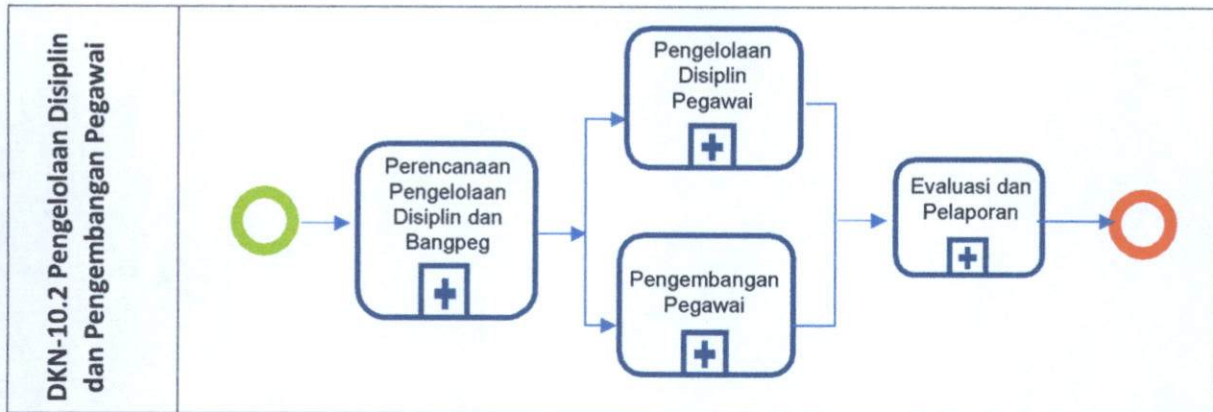 DKN-10.2 Pengelolaan Disiplin
dan Pengembangan Pegawai
Perencanaan
Pengelolaan
Disiplin dan
Bangpeg
Pengelolaan
Disiplin
Pegawai
Pengembangan
Pegawai
Evaluasi dan
Pelaporan